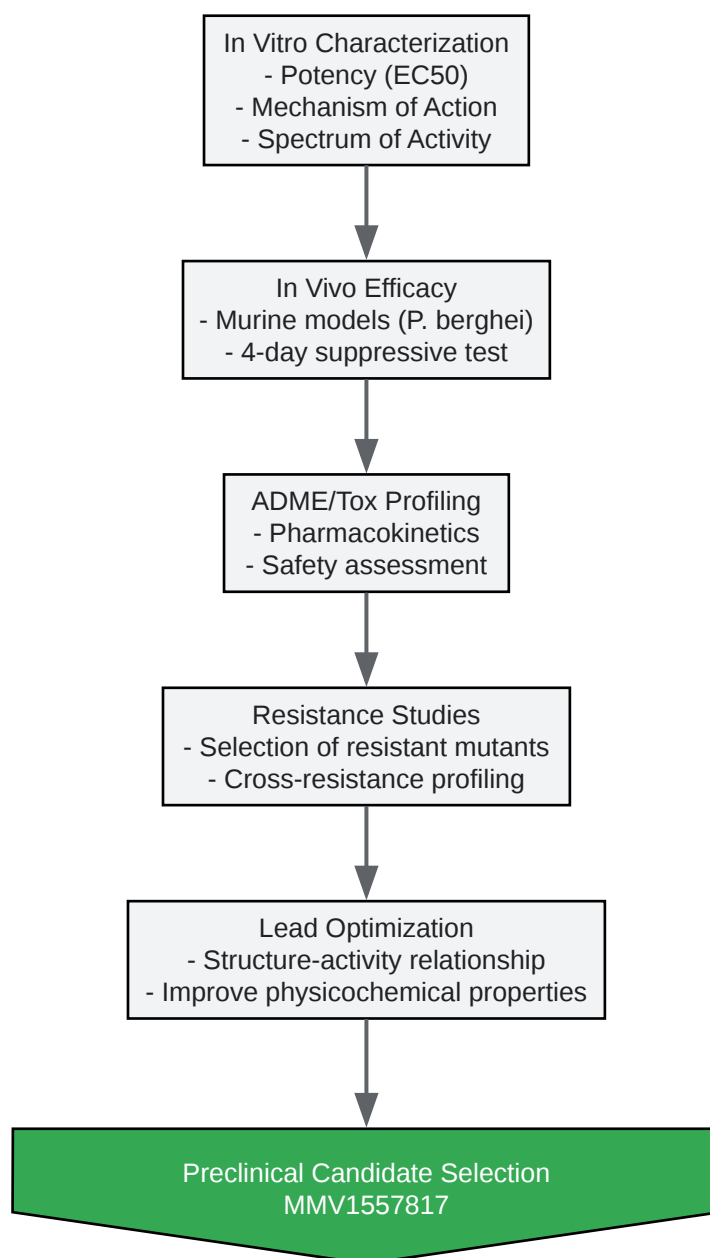 In Vitro Characterization
- Potency (EC50)
- Mechanism of Action
- Spectrum of Activity
In Vivo Efficacy
- Murine models (P. berghei)
- 4-day suppressive test
ADME/Tox Profiling
- Pharmacokinetics
- Safety assessment
Resistance Studies
- Selection of resistant mutants
- Cross-resistance profiling
Lead Optimization
- Structure-activity relationship
- Improve physicochemical properties
Preclinical Candidate Selection
MMV1557817